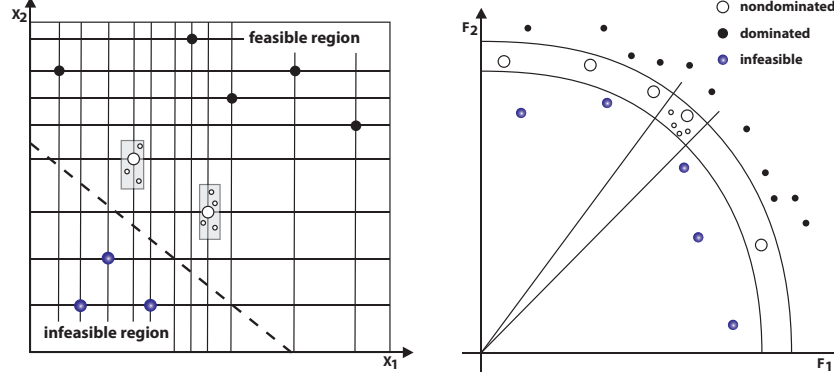 X2
feasible region
infeasible region
X1
F2
nondominated
dominated
infeasible
F1